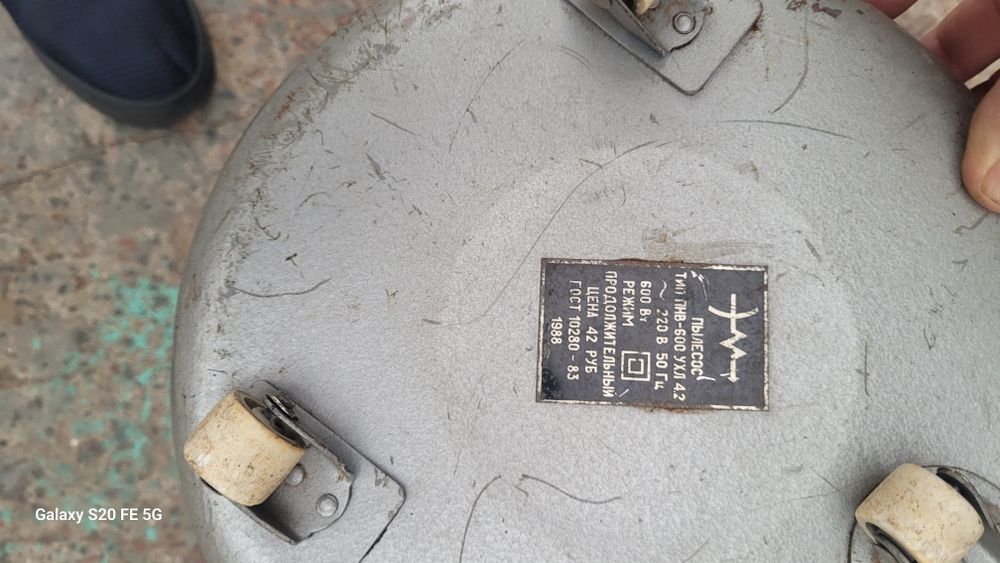 ПЫЛЕСОС
ТИП ПНВ-600 УХЛ 4.2
~ 220 В 50 Гц
600 Вт
РЕЖИМ
ПРОДОЛЖИТЕЛЬНЫЙ
ЦЕНА 42 РУБ
ГОСТ 10280-83
1988
Galaxy S20 FE 5G